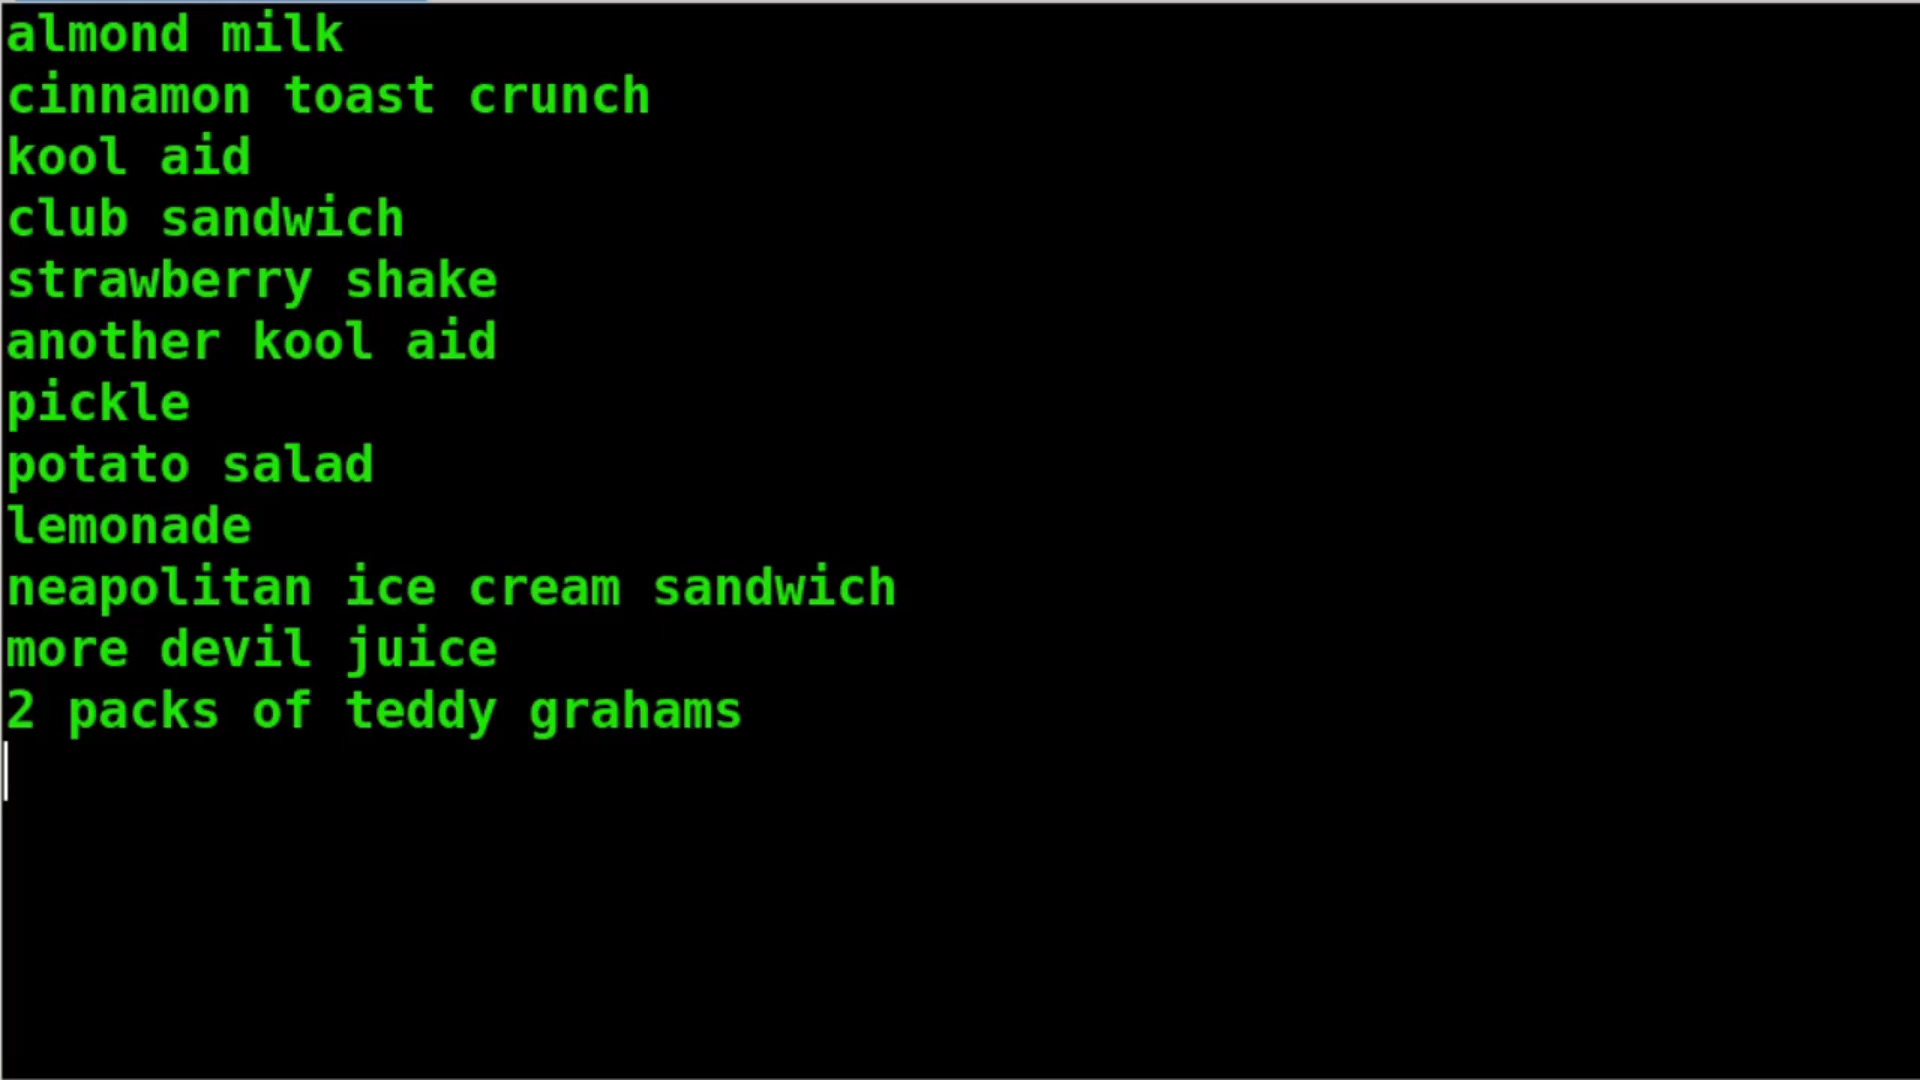 almond milk
cinnamon toast crunch
kool aid
club sandwich
strawberry shake
another kool aid
pickle
potato salad
lemonade
neapolitan ice cream sandwich
more devil juice
2 packs of teddy grahams